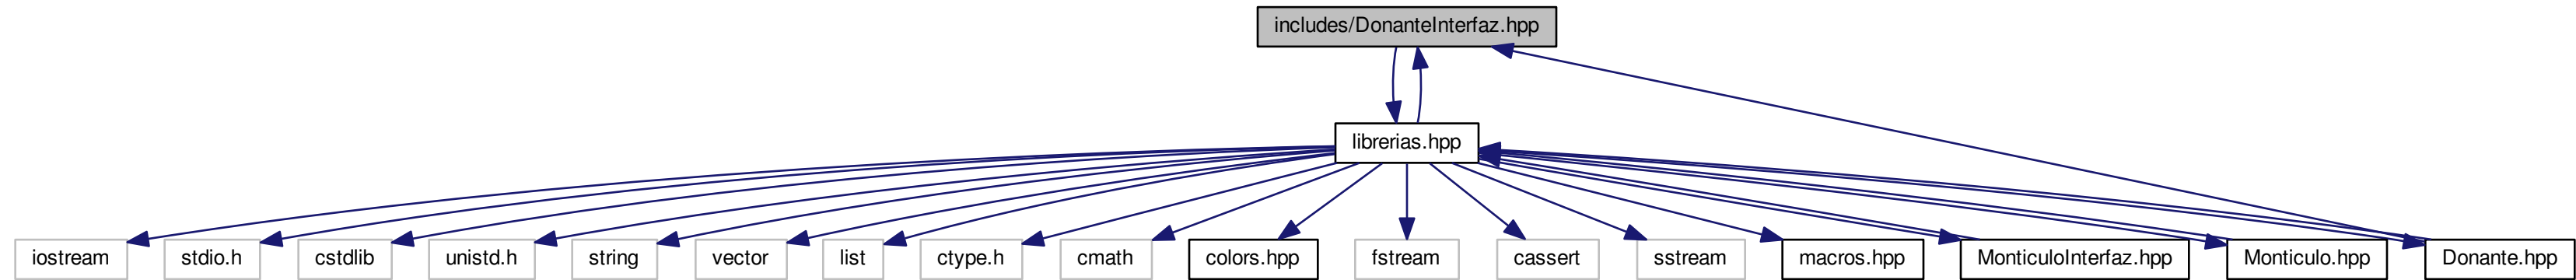 includes/DonanteInterfaz.hpp
librerias.hpp
iostream
stdio.h
cstdlib
unistd.h
string
vector
list
ctype.h
cmath
colors.hpp
fstream
cassert
sstream
macros.hpp
MonticuloInterfaz.hpp
Monticulo.hpp
Donante.hpp